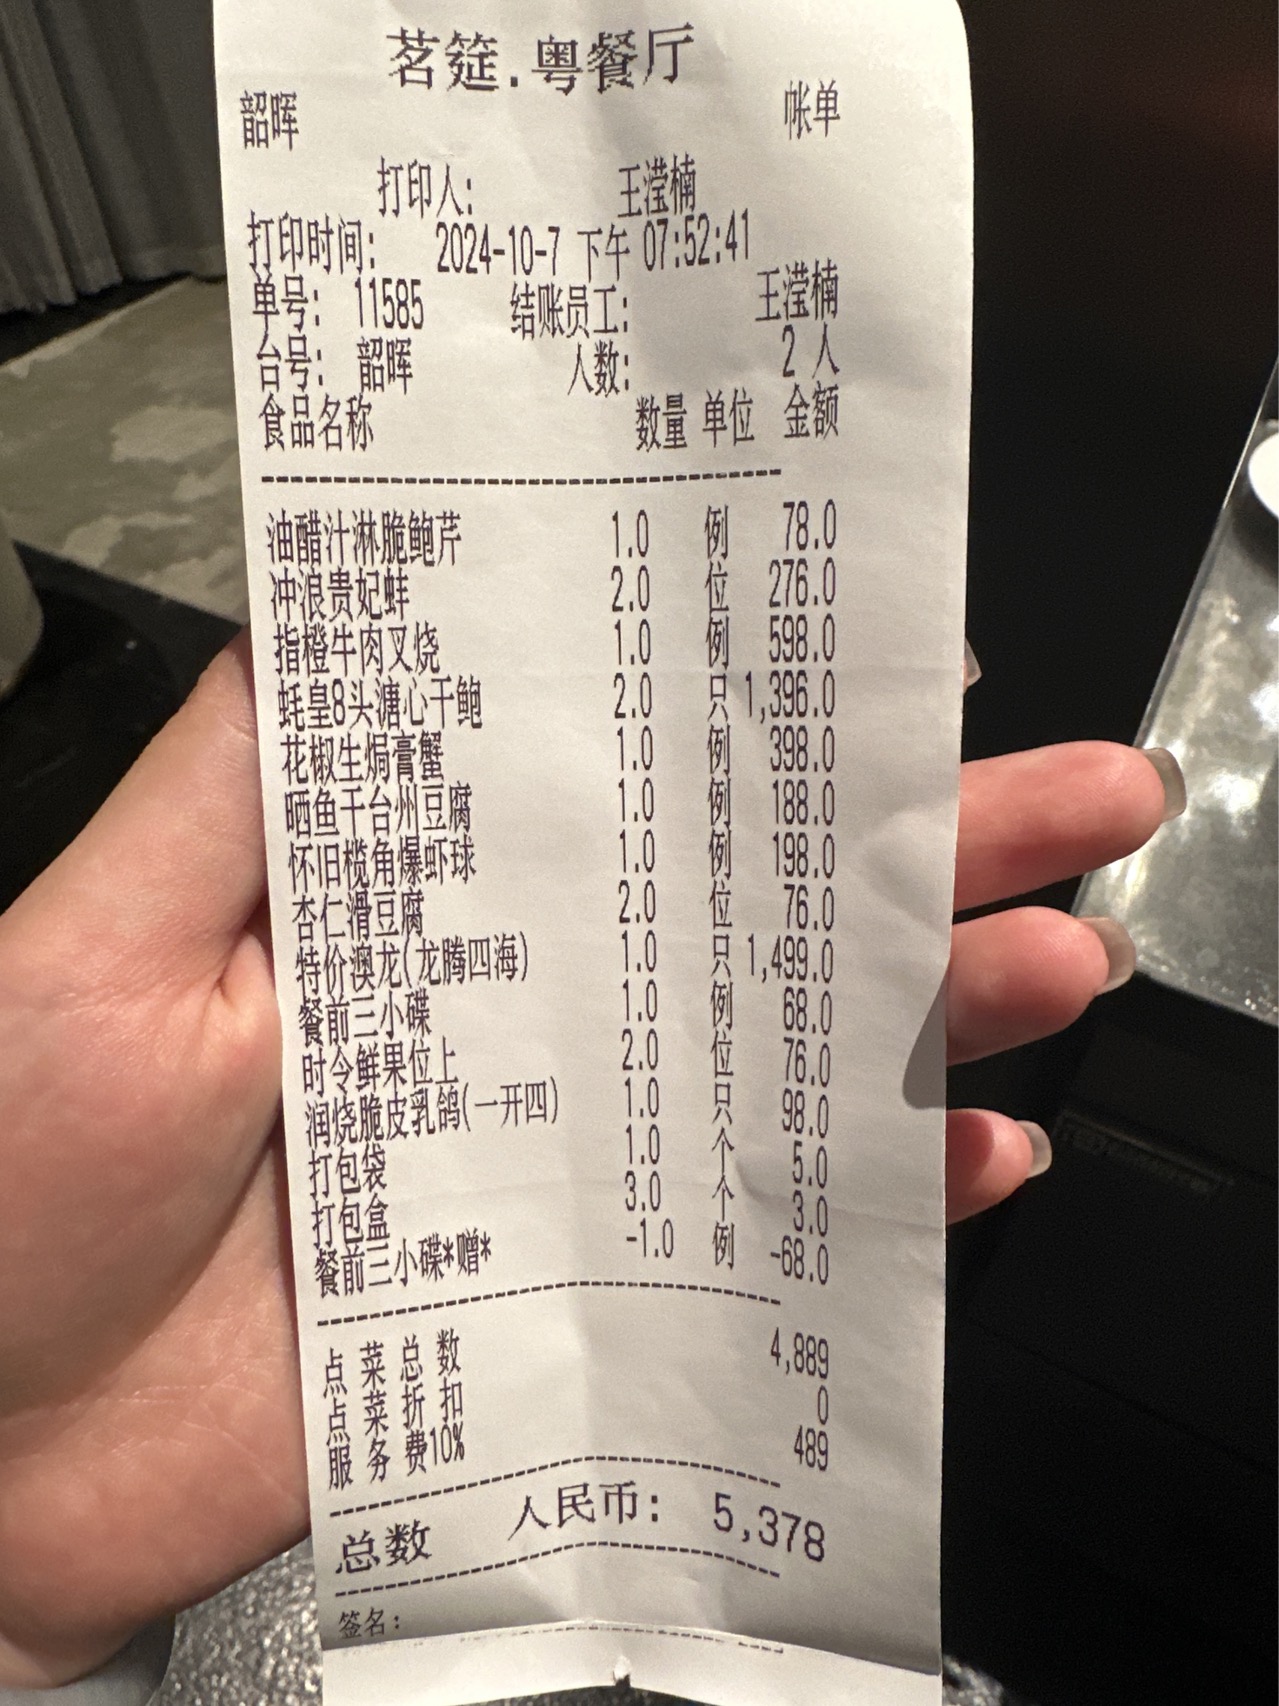 茗筵.粤餐厅
韶晖 帐单
打印人: 王滢楠
打印时间: 2024-10-7 下午 07:52:41
单号: 11585 结账员工: 王滢楠
台号: 韶晖 人数: 2 人
食品名称 数量 单位 金额
油醋汁淋脆鲍芹 1.0 例 78.0
冲浪贵妃蚌 2.0 位 276.0
指橙牛肉叉烧 1.0 例 598.0
蚝皇8头溏心干鲍 2.0 只 1,396.0
花椒生焗膏蟹 1.0 例 398.0
晒鱼干台州豆腐 1.0 例 188.0
怀旧榄角爆虾球 1.0 例 198.0
杏仁滑豆腐 2.0 位 76.0
特价澳龙(龙腾四海) 1.0 只 1,499.0
餐前三小碟 1.0 例 68.0
时令鲜果位上 2.0 位 76.0
润烧脆皮乳鸽(一开四) 1.0 只 98.0
打包袋 1.0 个 5.0
打包盒 3.0 个 3.0
餐前三小碟*赠* -1.0 例 -68.0
点菜总数 4,889
点菜折扣 0
服务费10% 489
总数 人民币: 5,378
签名: